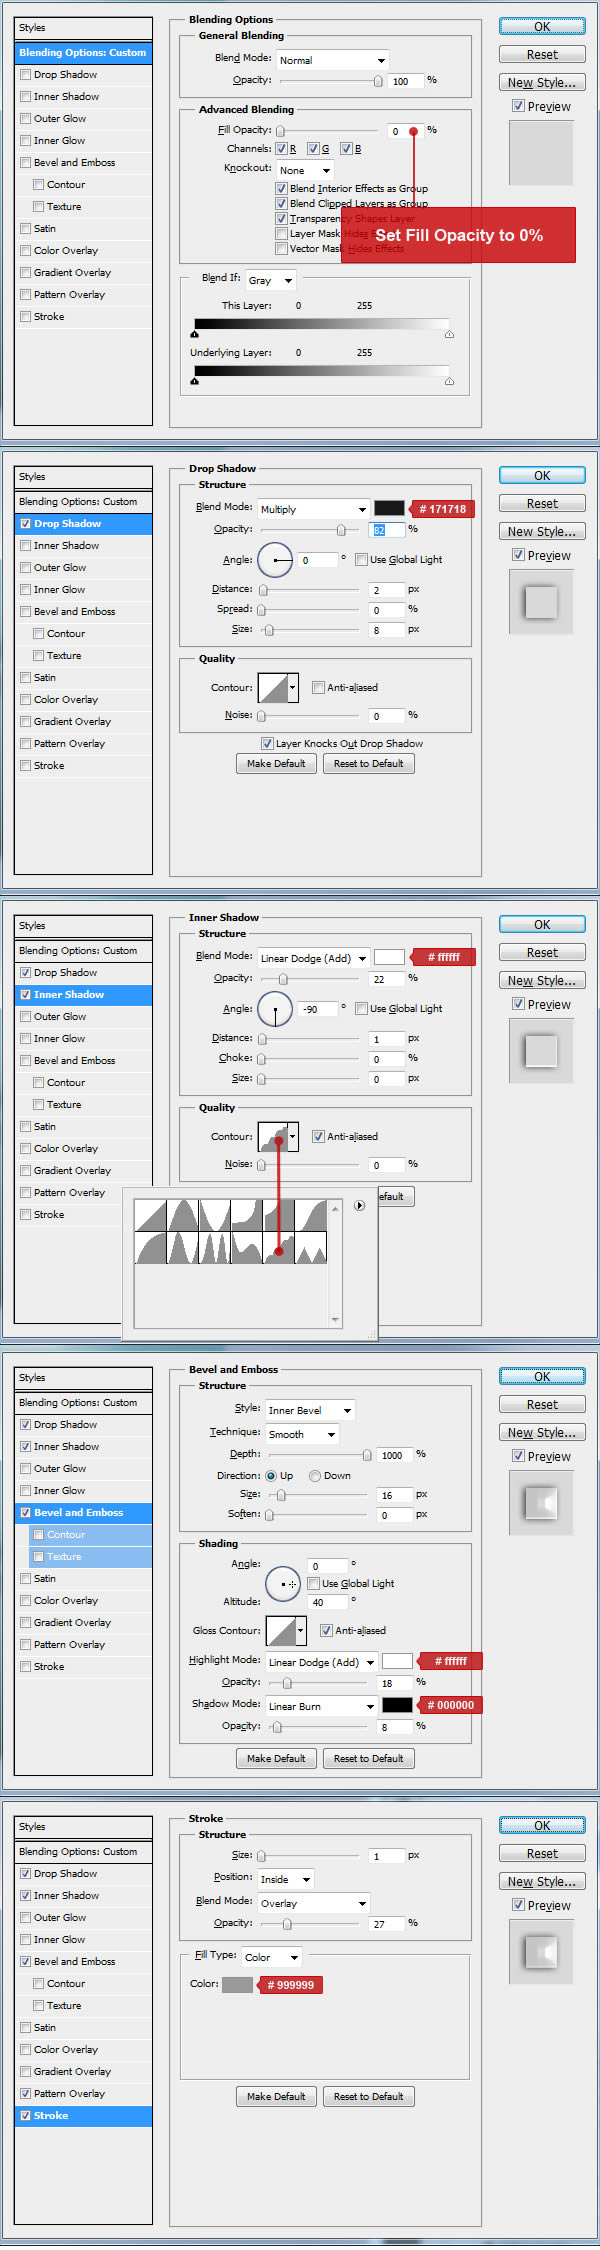 Styles
Blending Options: Custom
Drop Shadow
Inner Shadow
Outer Glow
Inner Glow
Bevel and Emboss
Contour
Texture
Satin
Color Overlay
Gradient Overlay
Pattern Overlay
Stroke
Blending Options
General Blending
Blend Mode: Normal
Opacity: 100 %
Advanced Blending
Fill Opacity: 0 %
Channels: R G B
Knockout: None
Blend Interior Effects as Group
Blend Clipped Layers as Group
Transparency Shapes Layer
Layer Mask Hides Effects
Vector Mask Hides Effects
Set Fill Opacity to 0%
Blend If: Gray
This Layer: 0 255
Underlying Layer: 0 255
OK
Reset
New Style...
Preview
Styles
Blending Options: Custom
Drop Shadow
Inner Shadow
Outer Glow
Inner Glow
Bevel and Emboss
Contour
Texture
Satin
Color Overlay
Gradient Overlay
Pattern Overlay
Stroke
Drop Shadow
Structure
Blend Mode: Multiply
# 171718
Opacity: 82 %
Angle: 0 ° Use Global Light
Distance: 2 px
Spread: 0 %
Size: 8 px
Quality
Contour: Anti-aliased
Noise: 0 %
Layer Knocks Out Drop Shadow
Make Default Reset to Default
OK
Reset
New Style...
Preview
Styles
Blending Options: Custom
Drop Shadow
Inner Shadow
Outer Glow
Inner Glow
Bevel and Emboss
Contour
Texture
Satin
Color Overlay
Gradient Overlay
Pattern Overlay
Stroke
Inner Shadow
Structure
Blend Mode: Linear Dodge (Add)
# ffffff
Opacity: 22 %
Angle: -90 ° Use Global Light
Distance: 1 px
Choke: 0 %
Size: 0 px
Quality
Contour: Anti-aliased
Noise: 0 %
efault
OK
Reset
New Style...
Preview
Styles
Blending Options: Custom
Drop Shadow
Inner Shadow
Outer Glow
Inner Glow
Bevel and Emboss
Contour
Texture
Satin
Color Overlay
Gradient Overlay
Pattern Overlay
Stroke
Bevel and Emboss
Structure
Style: Inner Bevel
Technique: Smooth
Depth: 1000 %
Direction: Up Down
Size: 16 px
Soften: 0 px
Shading
Angle: 0 °
Use Global Light
Altitude: 40 °
Gloss Contour: Anti-aliased
Highlight Mode: Linear Dodge (Add)
# ffffff
Opacity: 18 %
Shadow Mode: Linear Burn
# 000000
Opacity: 8 %
Make Default Reset to Default
OK
Reset
New Style...
Preview
Styles
Blending Options: Custom
Drop Shadow
Inner Shadow
Outer Glow
Inner Glow
Bevel and Emboss
Contour
Texture
Satin
Color Overlay
Gradient Overlay
Pattern Overlay
Stroke
Stroke
Structure
Size: 1 px
Position: Inside
Blend Mode: Overlay
Opacity: 27 %
Fill Type: Color
Color: # 999999
Make Default Reset to Default
OK
Reset
New Style...
Preview